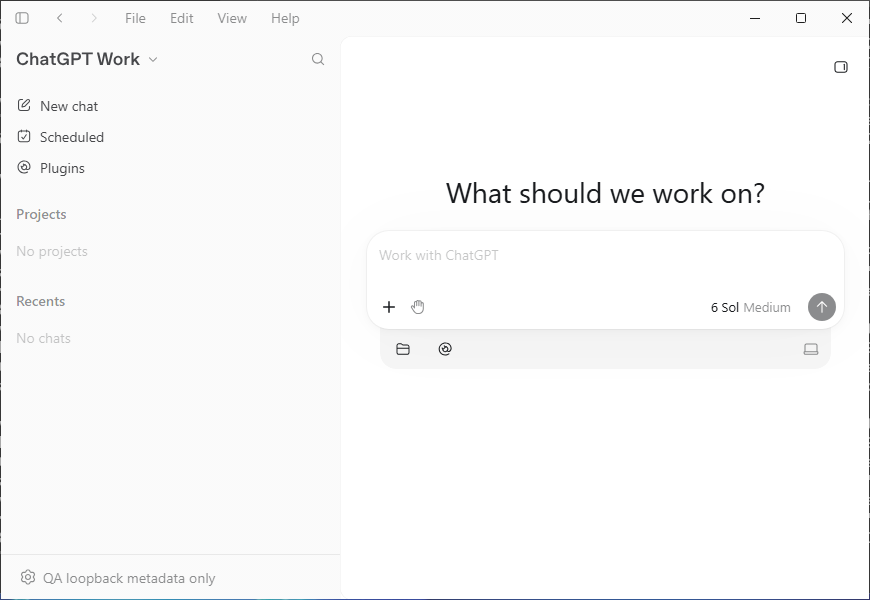 File Edit View Help
ChatGPT Work
New chat
Scheduled
Plugins
Projects
No projects
Recents
No chats
QA loopback metadata only
What should we work on?
Work with ChatGPT
6 Sol Medium